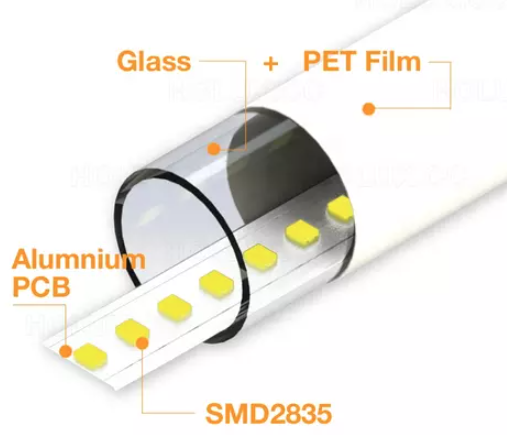 Glass + PET Film
Alumnium
PCB
SMD2835